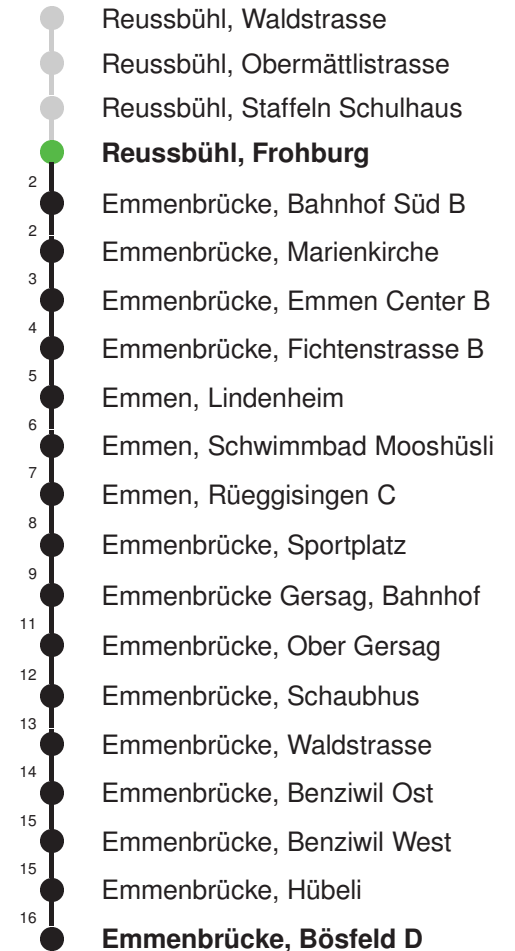 Reussbühl, Waldstrasse
Reussbühl, Obermättlistrasse
Reussbühl, Staffeln Schulhaus
Reussbühl, Frohburg
2 Emmenbrücke, Bahnhof Süd B
2 Emmenbrücke, Marienkirche
3 Emmenbrücke, Emmen Center B
4 Emmenbrücke, Fichtenstrasse B
5 Emmen, Lindenheim
6 Emmen, Schwimmbad Mooshüsli
7 Emmen, Rüeggisingen C
8 Emmenbrücke, Sportplatz
9 Emmenbrücke Gersag, Bahnhof
11 Emmenbrücke, Ober Gersag
12 Emmenbrücke, Schaubhus
13 Emmenbrücke, Waldstrasse
14 Emmenbrücke, Benziwil Ost
15 Emmenbrücke, Benziwil West
15 Emmenbrücke, Hübeli
16 Emmenbrücke, Bösfeld D